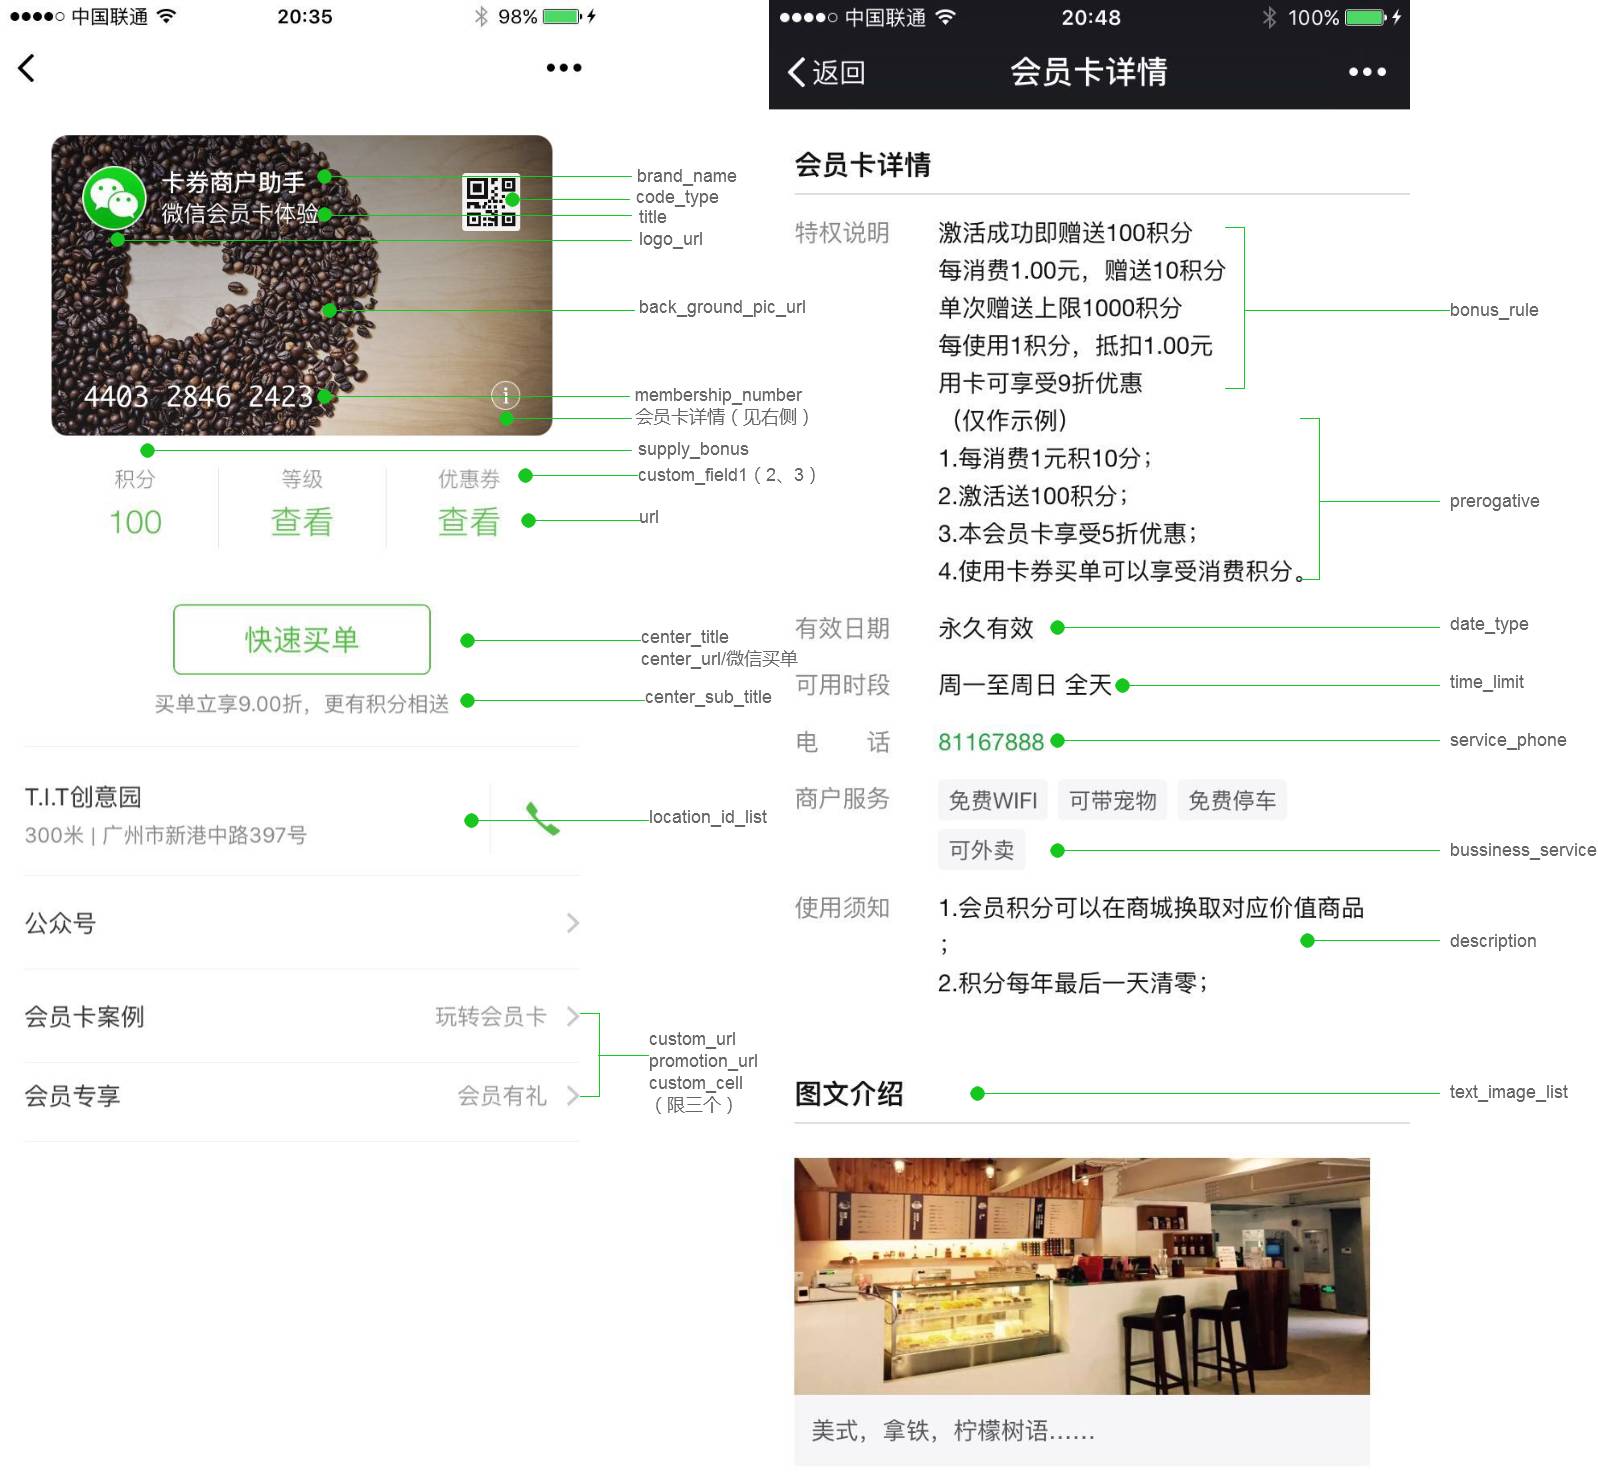 中国联通
20:35
98%
卡券商户助手
微信会员卡体验
4403 2846 2423
i
积分
等级
优惠券
100
查看
查看
快速买单
买单立享9.00折，更有积分相送
T.I.T创意园
300米 | 广州市新港中路397号
公众号
会员卡案例
玩转会员卡
会员专享
会员有礼
brand_name
code_type
title
logo_url
back_ground_pic_url
membership_number
会员卡详情（见右侧）
supply_bonus
custom_field1（2、3）
url
center_title
center_url/微信买单
center_sub_title
location_id_list
custom_url
promotion_url
custom_cell
（限三个）
中国联通
20:48
100%
返回
会员卡详情
会员卡详情
特权说明
激活成功即赠送100积分
每消费1.00元，赠送10积分
单次赠送上限1000积分
每使用1积分，抵扣1.00元
用卡可享受9折优惠
（仅作示例）
1.每消费1元积10分；
2.激活送100积分；
3.本会员卡享受5折优惠；
4.使用卡券买单可以享受消费积分。
有效日期
永久有效
可用时段
周一至周日 全天
电 话
81167888
商户服务
免费WIFI
可带宠物
免费停车
可外卖
使用须知
1.会员积分可以在商城换取对应价值商品
；
2.积分每年最后一天清零；
图文介绍
美式，拿铁，柠檬树语……
bonus_rule
prerogative
date_type
time_limit
service_phone
bussiness_service
description
text_image_list